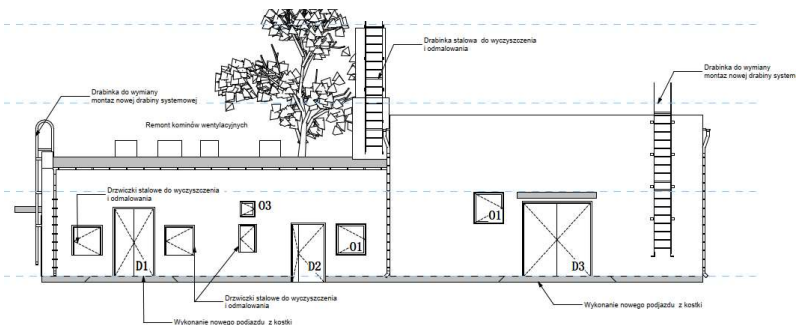 Drabinka stalowa do wyczyszczenia
i odmalowania
Drabinka do wymiany
montaz nowej drabiny system
Drabinka do wymiany
montaz nowej drabiny systemowej
Remont kominów wentylacyjnych
Drzwiczki stalowe do wyczyszczenia
i odmalowania
O3
O1
O1
D1
D2
D3
Drzwiczki stalowe do wyczyszczenia
i odmalowania
Wykonanie nowego podjazdu z kostki
Wykonanie nowego podjazdu z kostki